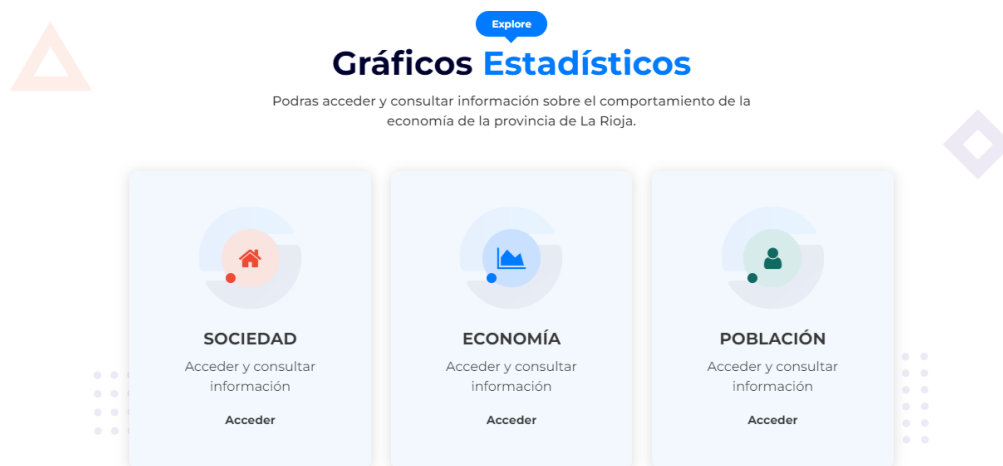 Explore
Gráficos Estadísticos
Podras acceder y consultar información sobre el comportamiento de la
economía de la provincia de La Rioja.
SOCIEDAD
Acceder y consultar
información
Acceder
ECONOMÍA
Acceder y consultar
información
Acceder
POBLACIÓN
Acceder y consultar
información
Acceder